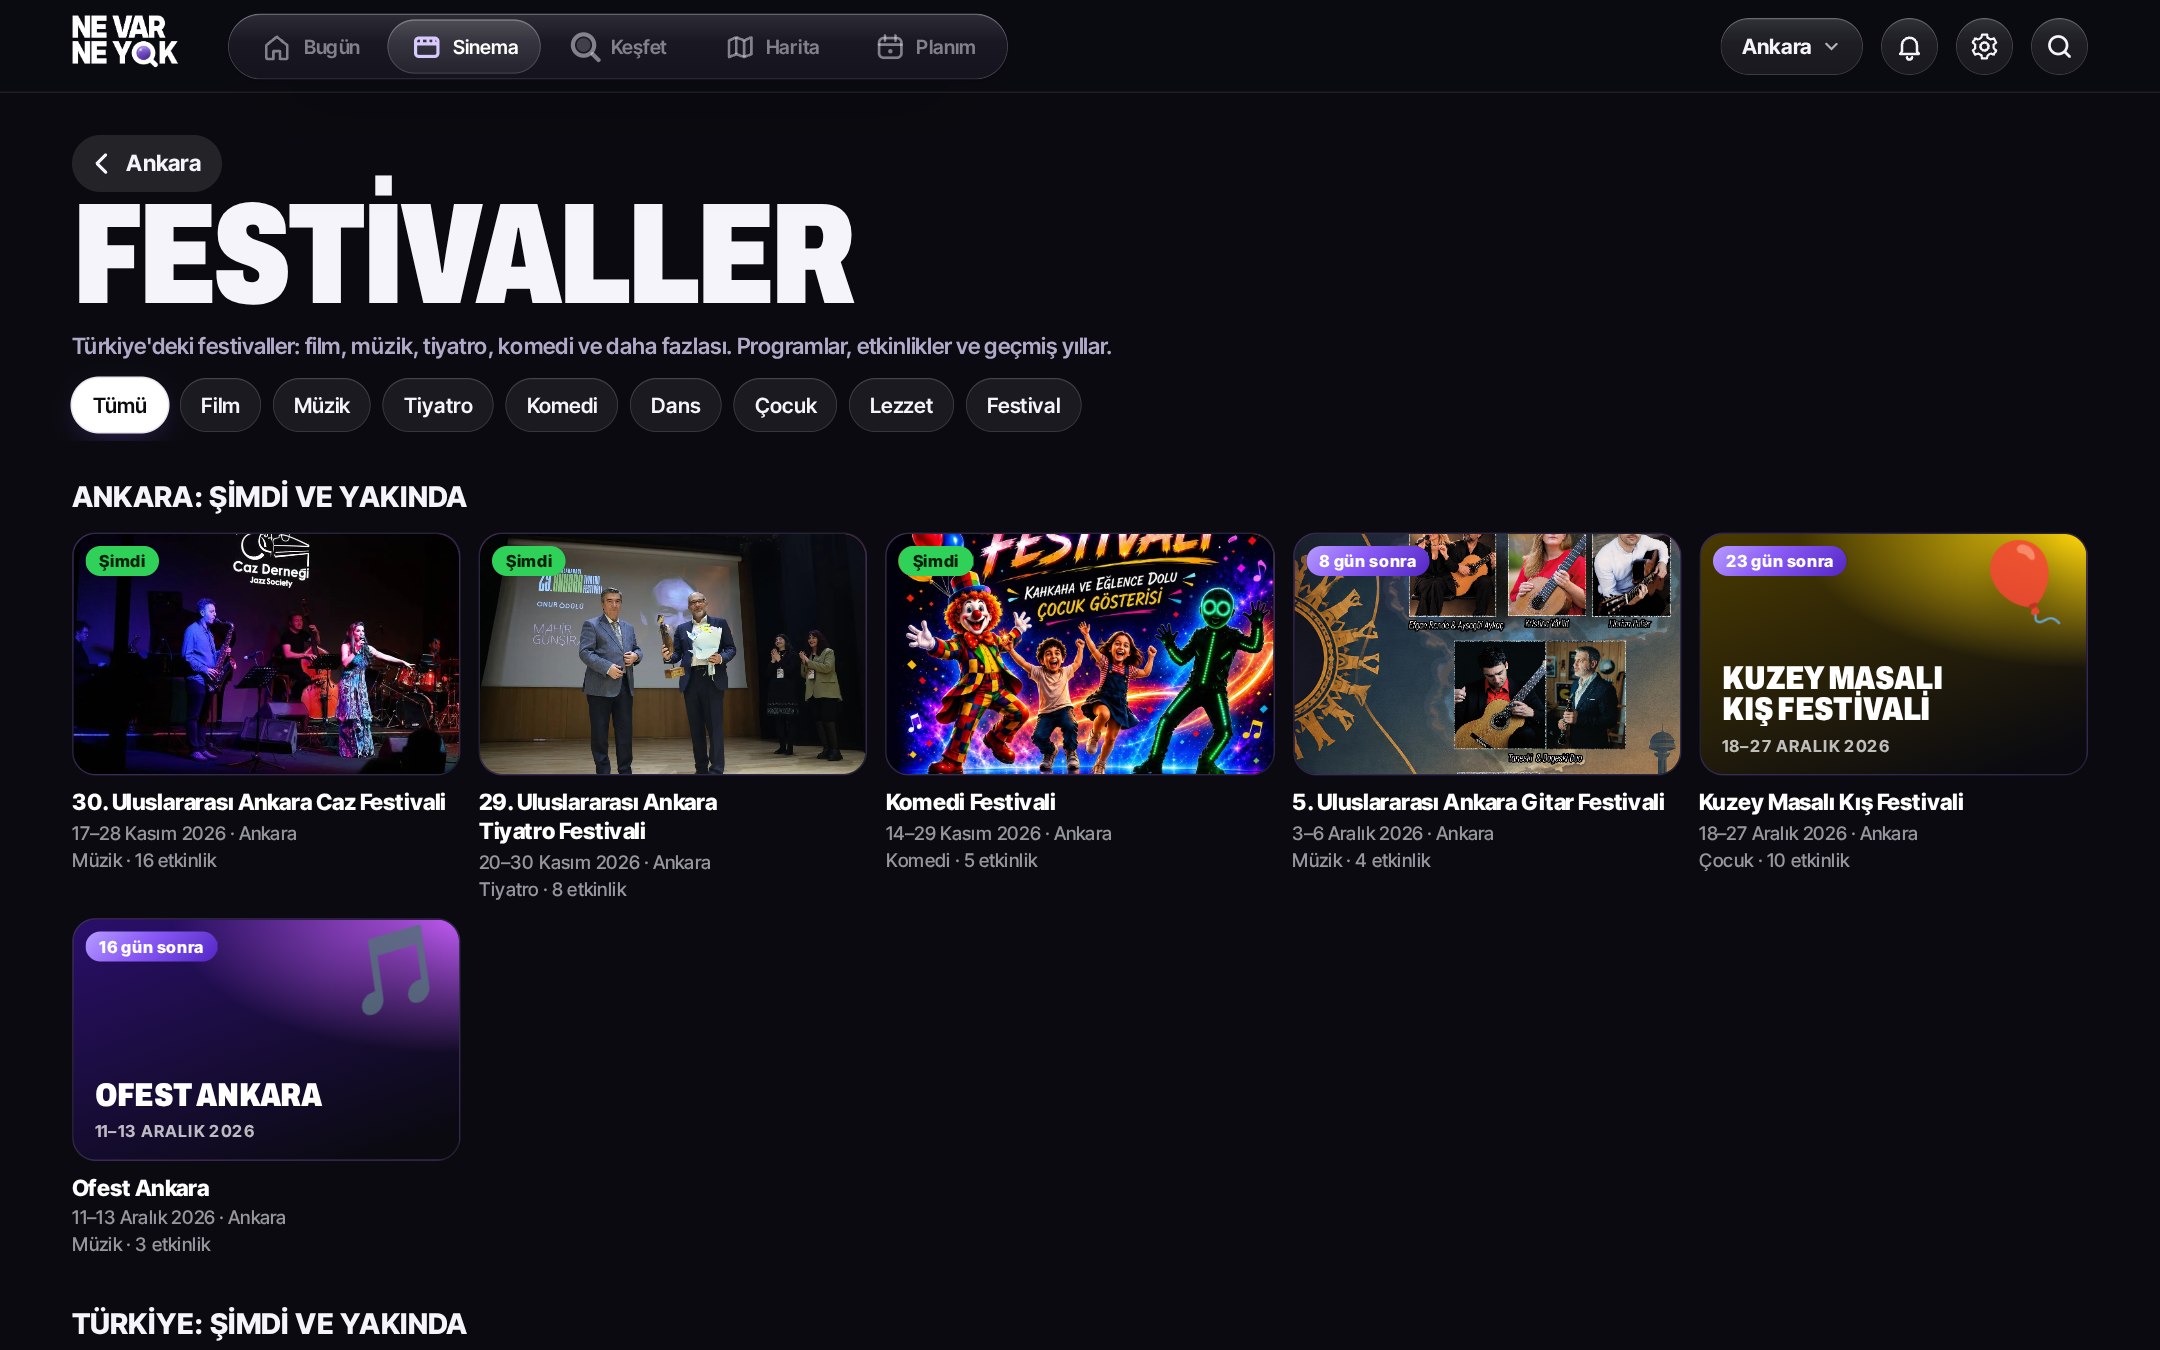 NE VAR
NE YOK
Bugün
Sinema
Keşfet
Harita
Planım
Ankara
Ankara
FESTİVALLER
Türkiye'deki festivaller: film, müzik, tiyatro, komedi ve daha fazlası. Programlar, etkinlikler ve geçmiş yıllar.
Tümü
Film
Müzik
Tiyatro
Komedi
Dans
Çocuk
Lezzet
Festival
ANKARA: ŞİMDİ VE YAKINDA
Şimdi
Caz Derneği
Jazz Society
30. Uluslararası Ankara Caz Festivali
17–28 Kasım 2026 · Ankara
Müzik · 16 etkinlik
Şimdi
ONUR ÖDÜLÜ
29. Uluslararası Ankara
Tiyatro Festivali
20–30 Kasım 2026 · Ankara
Tiyatro · 8 etkinlik
Şimdi
FESTİVALİ
KAHKAHA VE EĞLENCE DOLU
ÇOCUK GÖSTERİSİ
Komedi Festivali
14–29 Kasım 2026 · Ankara
Komedi · 5 etkinlik
8 gün sonra
5. Uluslararası Ankara Gitar Festivali
3–6 Aralık 2026 · Ankara
Müzik · 4 etkinlik
23 gün sonra
KUZEY MASALI
KIŞ FESTİVALİ
18–27 ARALIK 2026
Kuzey Masalı Kış Festivali
18–27 Aralık 2026 · Ankara
Çocuk · 10 etkinlik
16 gün sonra
OFEST ANKARA
11–13 ARALIK 2026
Ofest Ankara
11–13 Aralık 2026 · Ankara
Müzik · 3 etkinlik
TÜRKİYE: ŞİMDİ VE YAKINDA